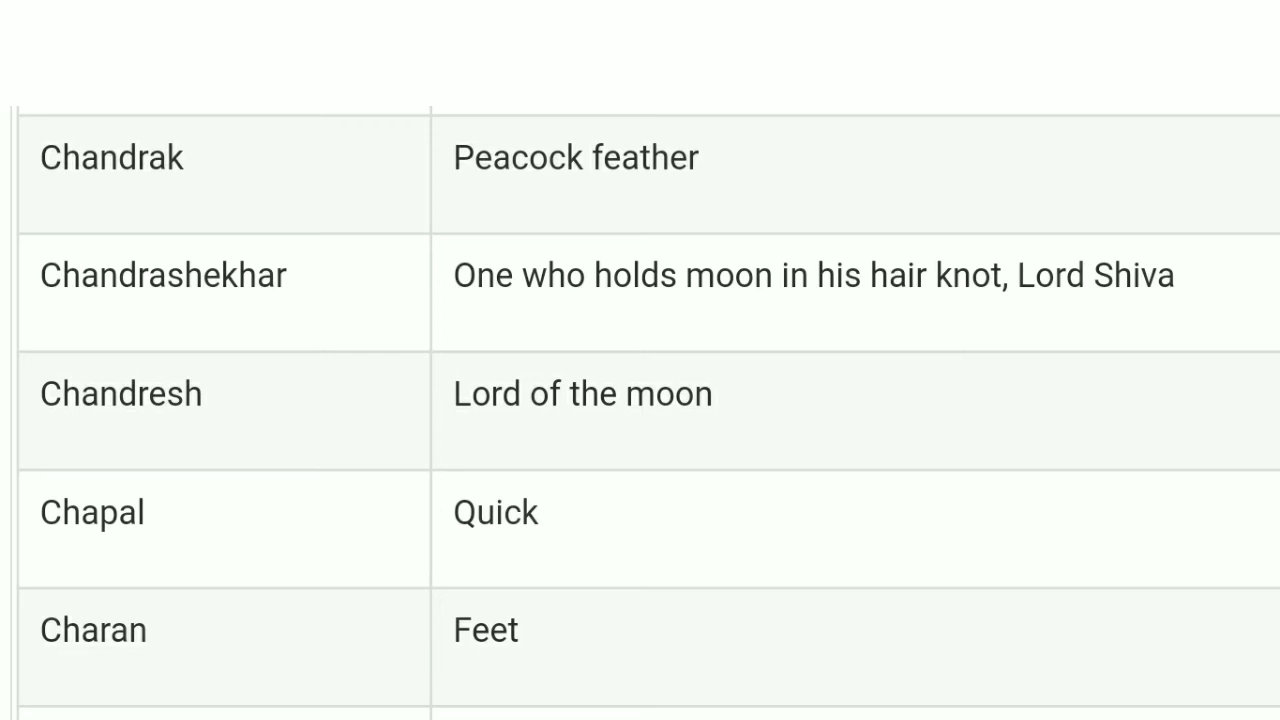 Chandrak Peacock feather
Chandrashekhar One who holds moon in his hair knot, Lord Shiva
Chandresh Lord of the moon
Chapal Quick
Charan Feet